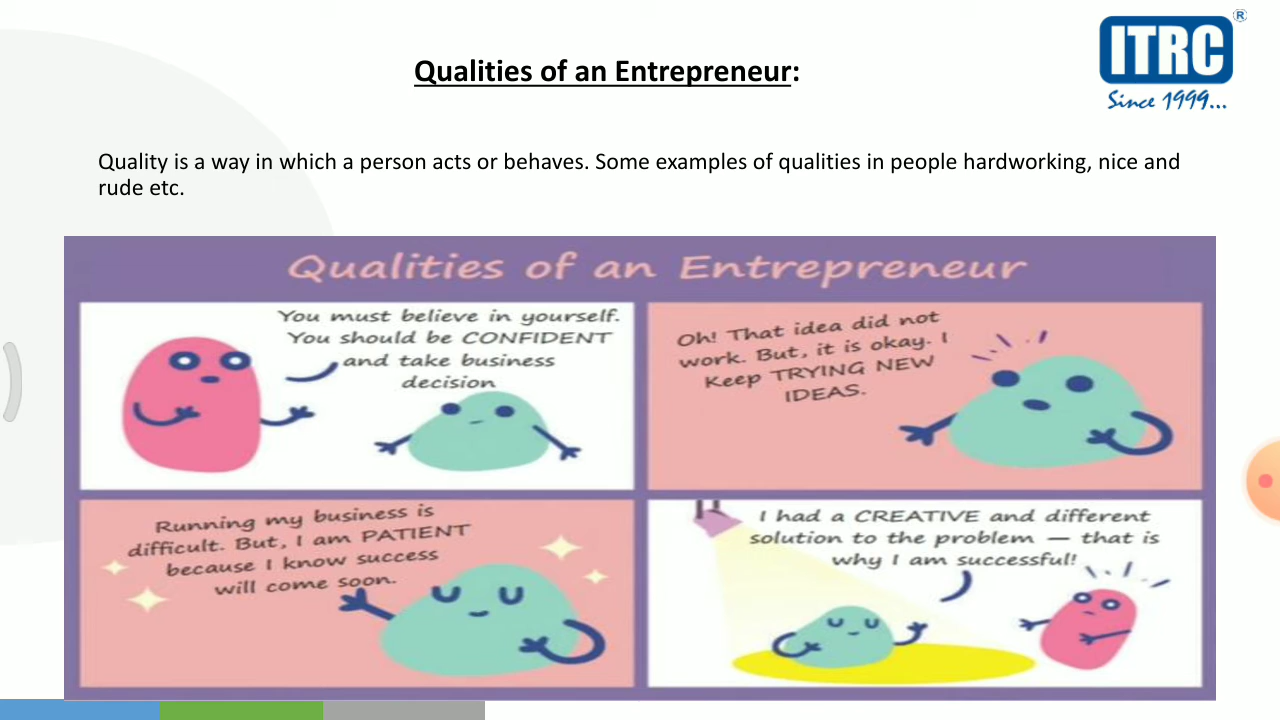 ITRC®
Since 1999...
Qualities of an Entrepreneur:
Quality is a way in which a person acts or behaves. Some examples of qualities in people hardworking, nice and
rude etc.
Qualities of an Entrepreneur
You must believe in yourself.
You should be CONFIDENT
and take business
decision
Oh! That idea did not
work. But, it is okay. I
Keep TRYING NEW
IDEAS.
Running my business is
difficult. But, I am PATIENT
because I know success
will come soon.
I had a CREATIVE and different
solution to the problem — that is
why I am successful!